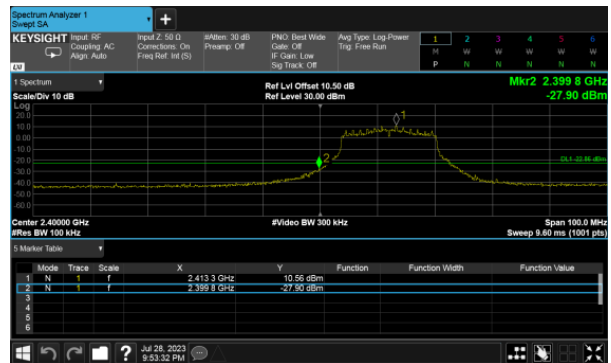 Spectrum Analyzer 1
Swept SA
+
KEYSIGHT Input: RF Input Z: 50 Ω #Atten: 30 dB PNO: Best Wide Avg Type: Log-Power 1 2 3 4 5 6
Coupling: AC Corrections: On Preamp: Off Gate: Off Trig: Free Run M W W W W W
Align: Auto Freq Ref: Int (S) IF Gain: Low P N N N N N
Sig Track: Off
LXI
1 Spectrum Ref Lvl Offset 10.50 dB Mkr2 2.399 8 GHz
Scale/Div 10 dB Ref Level 30.00 dBm -27.90 dBm
Log
20.0
10.0
0.00
-10.0
-20.0
-30.0
-40.0
-50.0
-60.0
1
2
DL1 -22.86 dBm
Center 2.40000 GHz #Video BW 300 kHz Span 100.0 MHz
#Res BW 100 kHz Sweep 9.60 ms (1001 pts)
5 Marker Table
Mode Trace Scale X Y Function Function Width Function Value
1 N 1 f 2.413 3 GHz 10.56 dBm
2 N 1 f 2.399 8 GHz -27.90 dBm
3
4
5
6
? Jul 28, 2023
9:53:32 PM